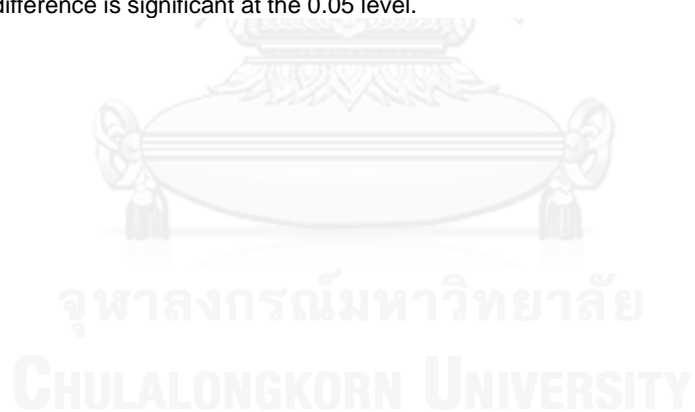 difference is significant at the 0.05 level.
จุฬาลงกรณ์มหาวิทยาลัย
CHULALONGKORN UNIVERSITY